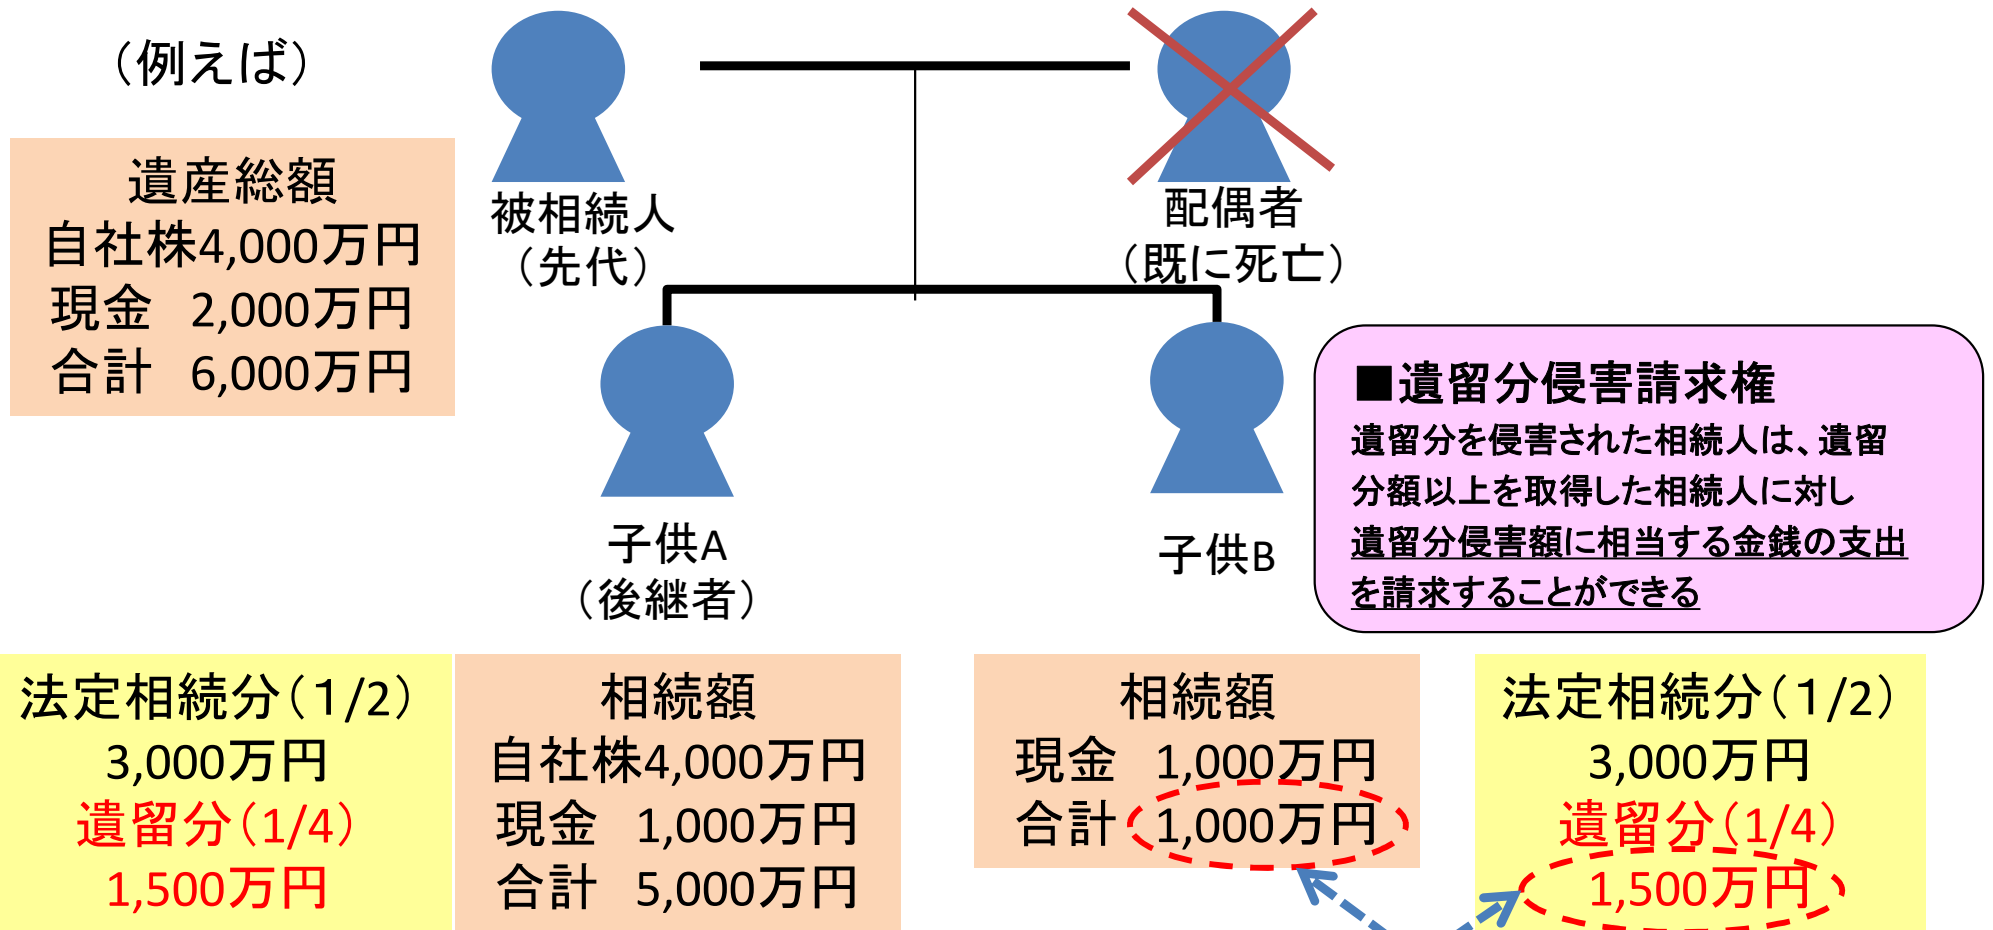 （例えば）
遺産総額
自社株4,000万円
現金　2,000万円
合計　6,000万円
被相続人
（先代）
配偶者
（既に死亡）
子供A
（後継者）
子供B
■遺留分侵害請求権
遺留分を侵害された相続人は、遺留
分額以上を取得した相続人に対し
遺留分侵害額に相当する金銭の支出
を請求することができる
法定相続分（１/2）
3,000万円
遺留分（1/4）
1,500万円
相続額
自社株4,000万円
現金　1,000万円
合計　5,000万円
相続額
現金　1,000万円
合計　1,000万円
法定相続分（１/2）
3,000万円
遺留分（1/4）
1,500万円